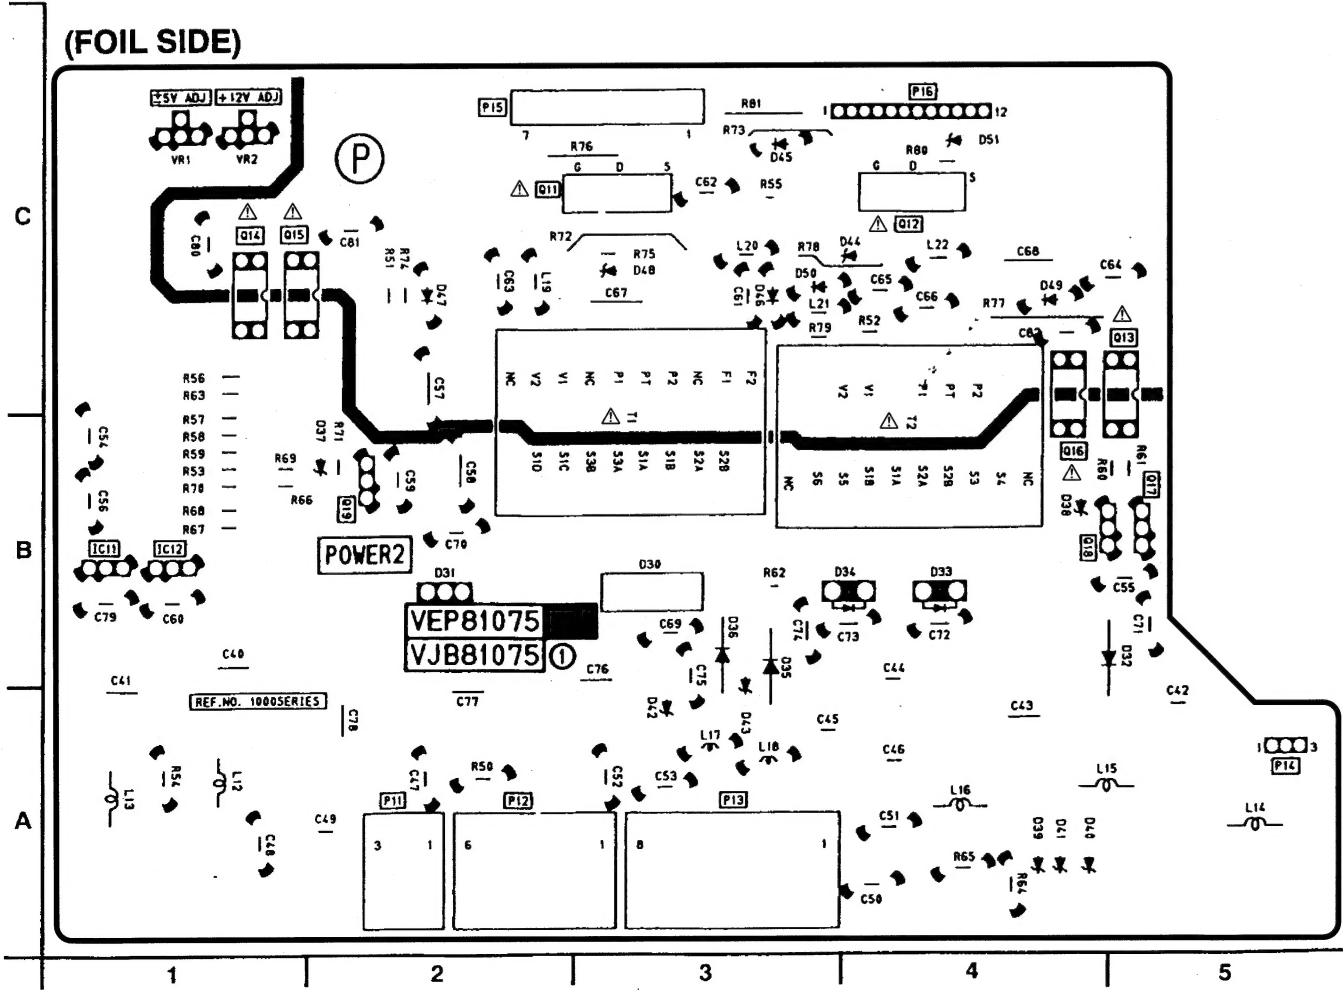 (FOIL SIDE)
±5V ADJ +12V ADJ
VR1 VR2
P
P15
7 1
R81
P16
1 12
R73
D45
R80 D51
R76
G D S
Q11
C62
R55
G D S
Q12
C
C80
Q14 Q15
C81
R51 R74
D47
C63 L19
R72
R75
D48
C67
L20
C61 D46
R78 D44
D50
L21
R79
C65
R52
L22
C66
C68
R77
D49
C64
C82
Q13
R56
R63
R57
R58
R59
R53
R70
R68
R67
C57
NC V2 V1 NC P1 PT P2 NC F1 F2
T1
S1D S1C S3B S3A S1A S1B S2A S2B
V2 V1 P1 PT P2
T2
NC S6 S5 S1B S1A S2A S2B S3 S4 NC
C54
C56
R69
R66
D37 R71
Q19
C59
C58
C70
Q16
R60 R61
Q17
D38
Q18
B
IC11 IC12
C79 C60
POWER2
D31
VEP81075
VJB81075 1
D30
R62
D34 D33
C55
C71
C69
D36
C74
C73
C72
C75
D35
D32
C40
C41
C76
C44
C42
REF.NO. 1000SERIES
C77
C78
D42
D43
C45
C43
L17
L18
C46
L13
R54
L12
C47
R50
C52
C53
L16
L15
1 3
P14
L14
A
C48
C49
P11
3 1
P12
6 1
P13
8 1
C51
C50
R65
R64
D39 D41 D40
1 2 3 4 5